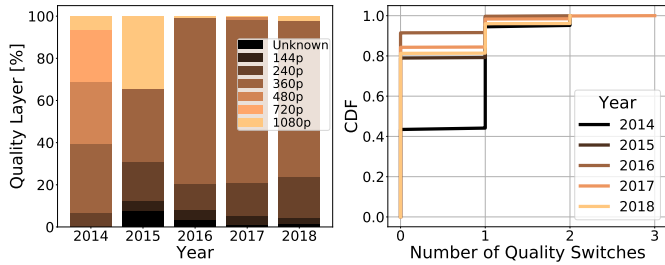 Quality Layer [%]
100
80
60
40
20
0
Unknown
144p
240p
360p
480p
720p
1080p
2014 2015 2016 2017 2018
Year
CDF
1.0
0.8
0.6
0.4
0.2
0.0
Year
2014
2015
2016
2017
2018
0 1 2 3
Number of Quality Switches